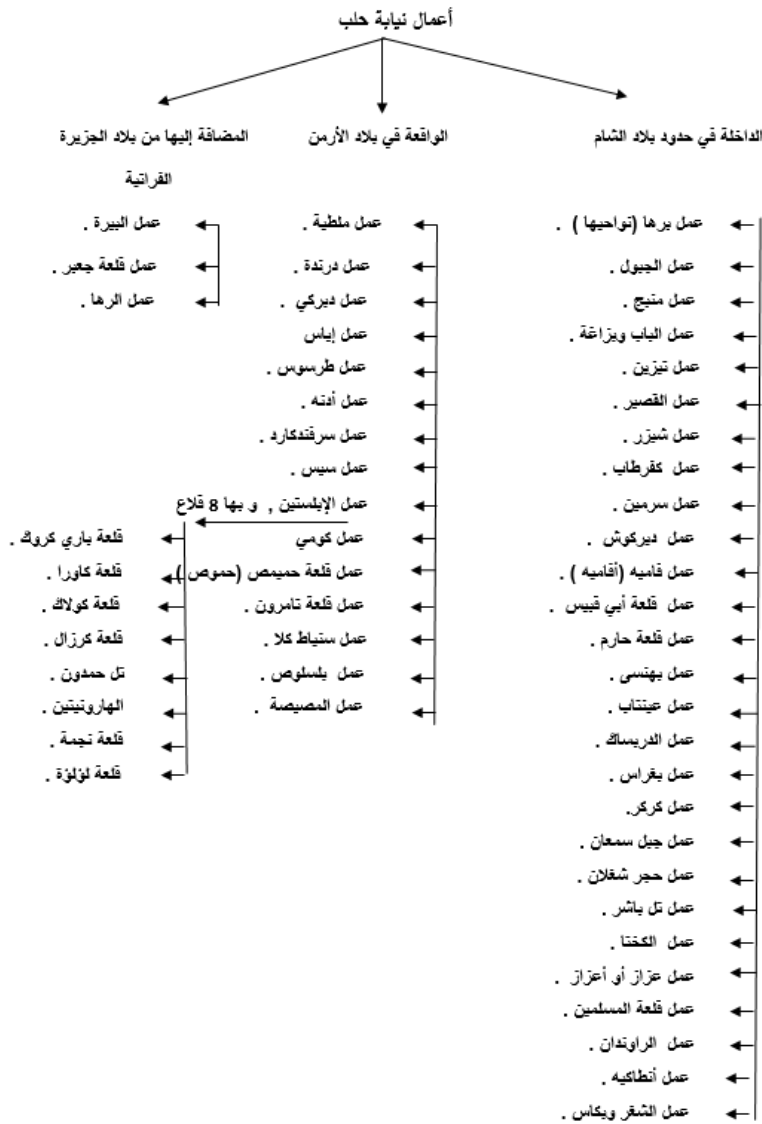 أعمال نيابة حلب
الداخلة في حدود بلاد الشام
عمل برها (نواحيها ) .
عمل الجبول .
عمل منبج .
عمل الباب وبزاغة .
عمل تيزين .
عمل القصير .
عمل شيزر .
عمل كفرطاب .
عمل سرمين .
عمل ديركوش .
عمل فاميه (أفاميه ) .
عمل قلعة أبي قبيس .
عمل قلعة حارم .
عمل بهنسى .
عمل عينتاب .
عمل الدربساك .
عمل بغراس .
عمل كركر.
عمل جبل سمعان .
عمل حجر شغلان .
عمل تل باشر .
عمل الكختا .
عمل عزاز أو أعزاز .
عمل قلعة المسلمين .
عمل الراوندان .
عمل أنطاكيه .
عمل الشغر وبكاس .
الواقعة في بلاد الأرمن
عمل ملطية .
عمل درندة .
عمل ديركي .
عمل إياس
عمل طرسوس .
عمل أدنه .
عمل سرفندكارد .
عمل سيس .
عمل الإبلستين , و بها 8 قلاع
عمل كومي
عمل قلعة حميمص (حموص )
عمل قلعة تامرون .
عمل سنياط كلا .
عمل بلسلوص .
عمل المصيصة .
المضافة إليها من بلاد الجزيرة
الفراتية
عمل البيرة .
عمل قلعة جعبر .
عمل الرها .
قلعة باري كروك .
قلعة كاورا .
قلعة كولاك .
قلعة كرزال .
تل حمدون .
الهارونيتين .
قلعة نجمة .
قلعة لؤلؤة .